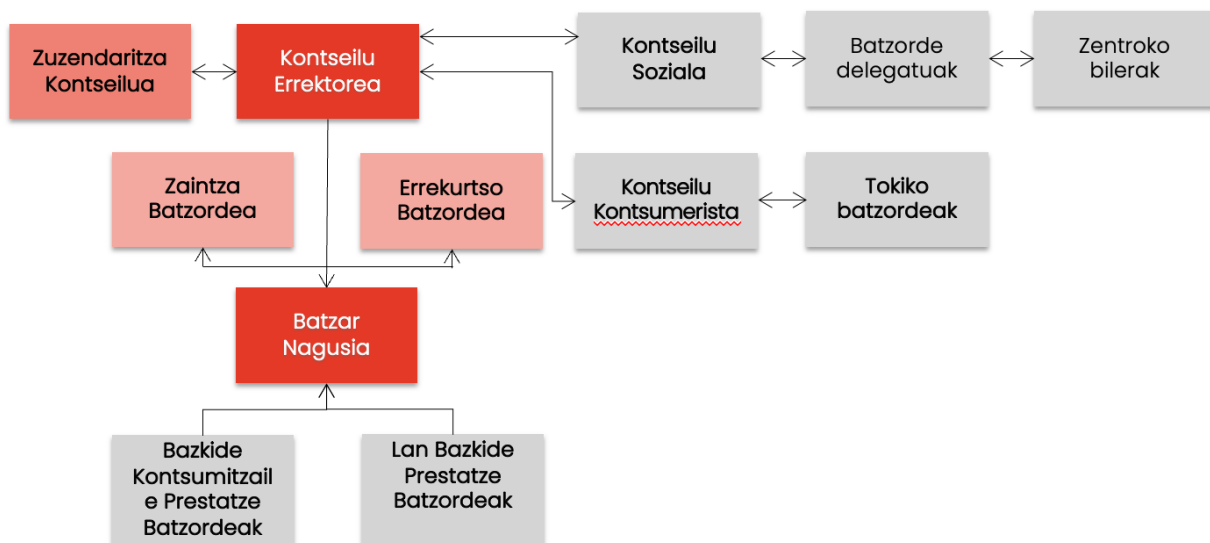 Zuzendaritza
Kontseilua
Kontseilu
Errektorea
Kontseilu
Soziala
Batzorde
delegatuak
Zentroko
bilerak
Zaintza
Batzordea
Errekurtso
Batzordea
Kontseilu
Kontsumerista
Tokiko
batzordeak
Batzar
Nagusia
Bazkide
Kontsumitzail
e Prestatze
Batzordeak
Lan Bazkide
Prestatze
Batzordeak